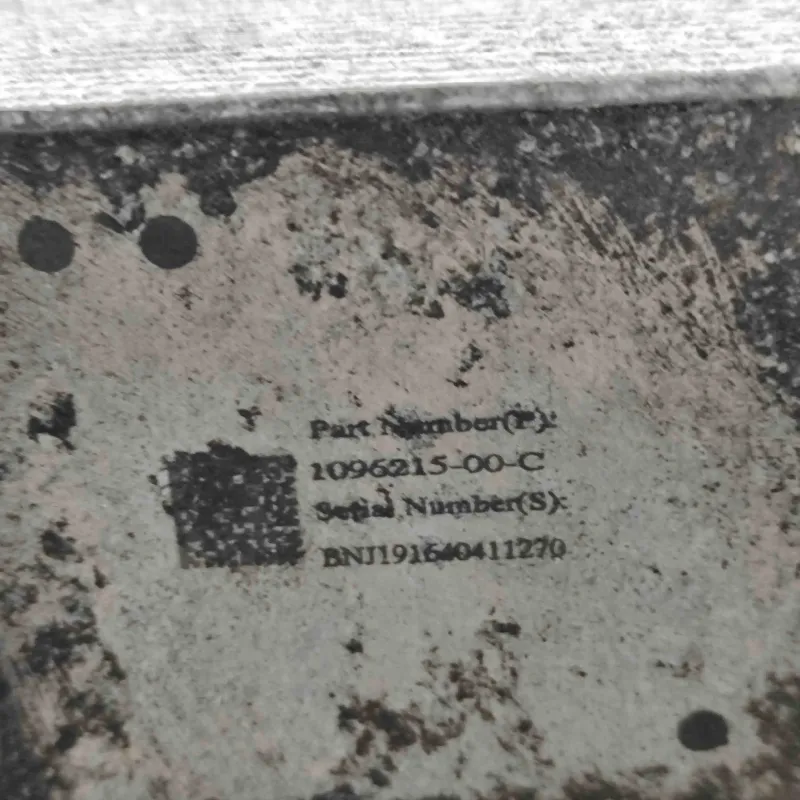 Part Number(P):
1096215-00-C
Serial Number(S):
BNJ191640411270